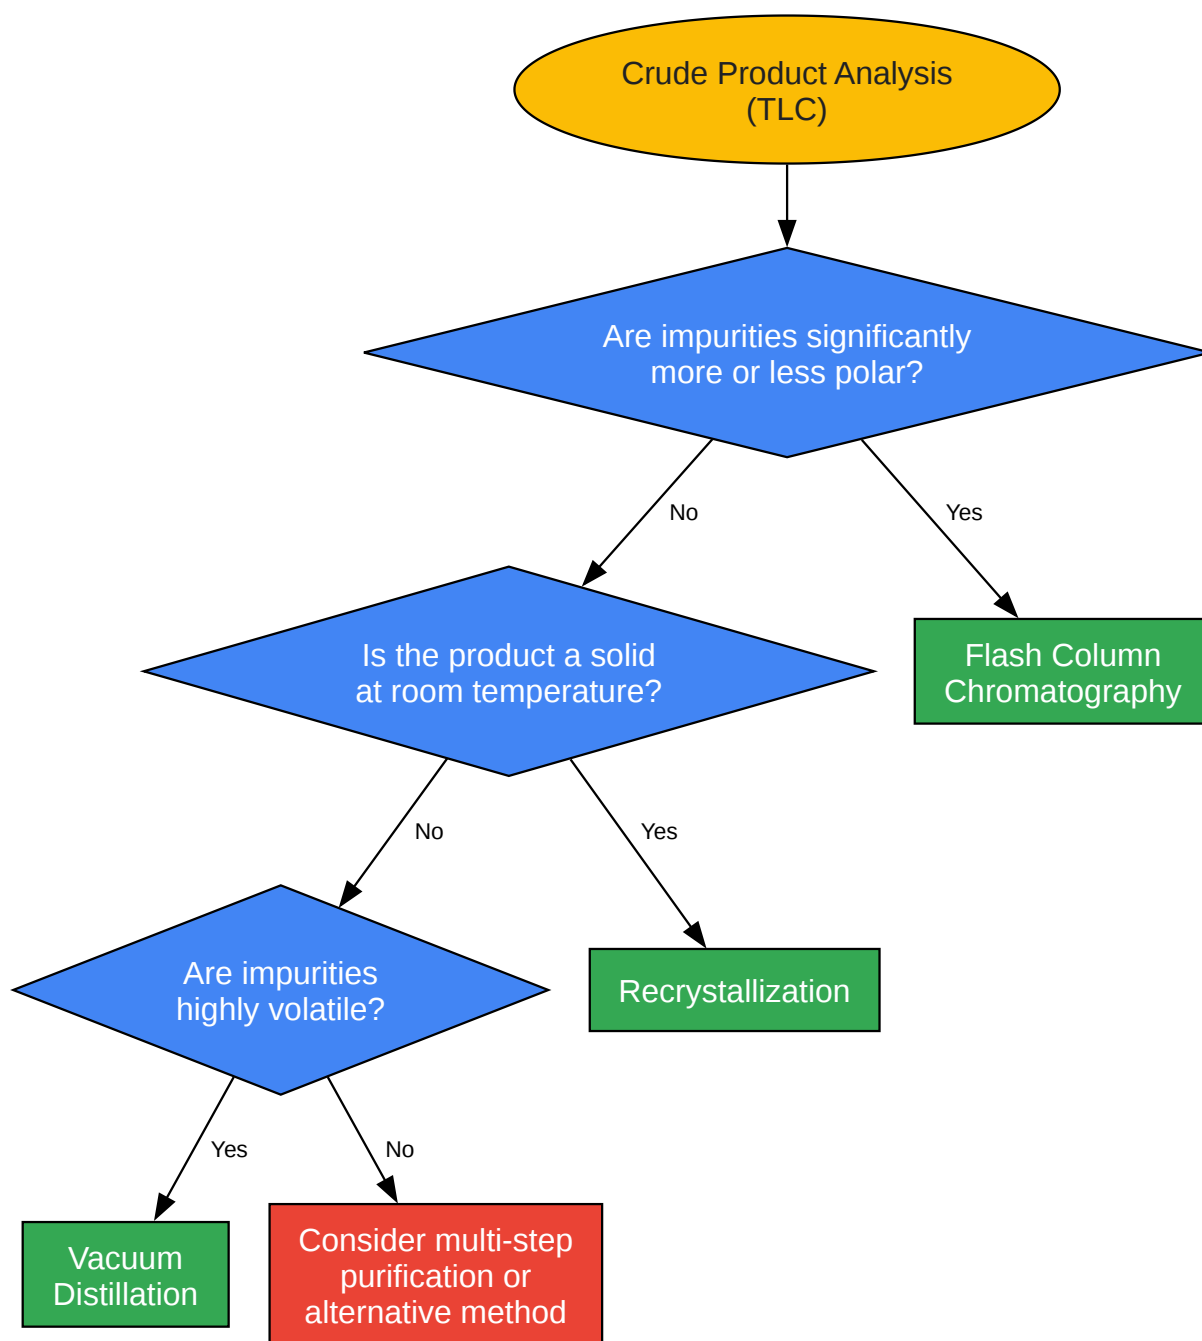 Crude Product Analysis
(TLC)
Are impurities significantly
more or less polar?
No
Yes
Is the product a solid
at room temperature?
Flash Column
Chromatography
No
Yes
Are impurities
highly volatile?
Recrystallization
Yes
No
Vacuum
Distillation
Consider multi-step
purification or
alternative method